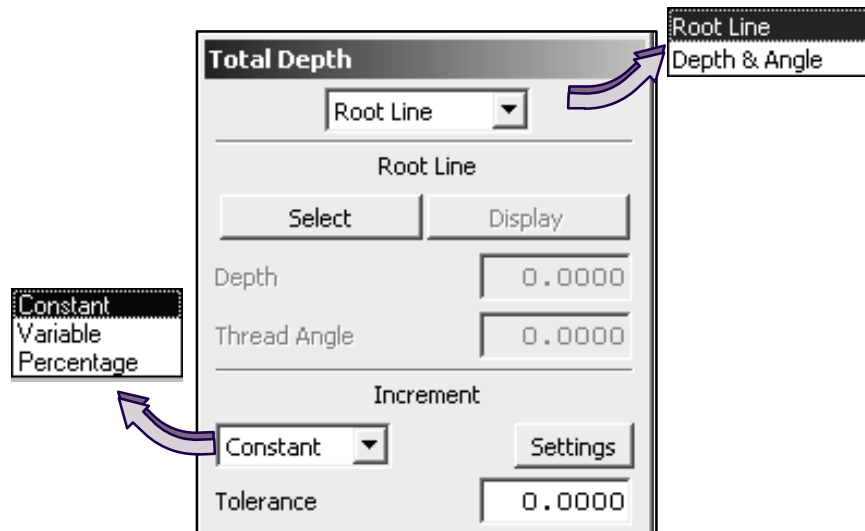 Root Line
Depth & Angle
Total Depth
Root Line
Root Line
Select Display
Depth 0.0000
Thread Angle 0.0000
Constant
Variable
Percentage
Increment
Constant Settings
Tolerance 0.0000